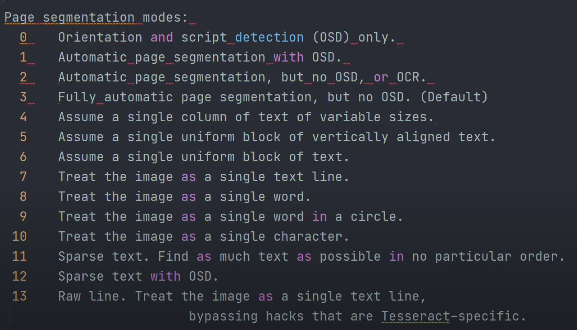 Page segmentation modes:
0 Orientation and script detection (OSD) only.
1 Automatic page segmentation with OSD.
2 Automatic page segmentation, but no OSD, or OCR.
3 Fully automatic page segmentation, but no OSD. (Default)
4 Assume a single column of text of variable sizes.
5 Assume a single uniform block of vertically aligned text.
6 Assume a single uniform block of text.
7 Treat the image as a single text line.
8 Treat the image as a single word.
9 Treat the image as a single word in a circle.
10 Treat the image as a single character.
11 Sparse text. Find as much text as possible in no particular order.
12 Sparse text with OSD.
13 Raw line. Treat the image as a single text line,
bypassing hacks that are Tesseract-specific.